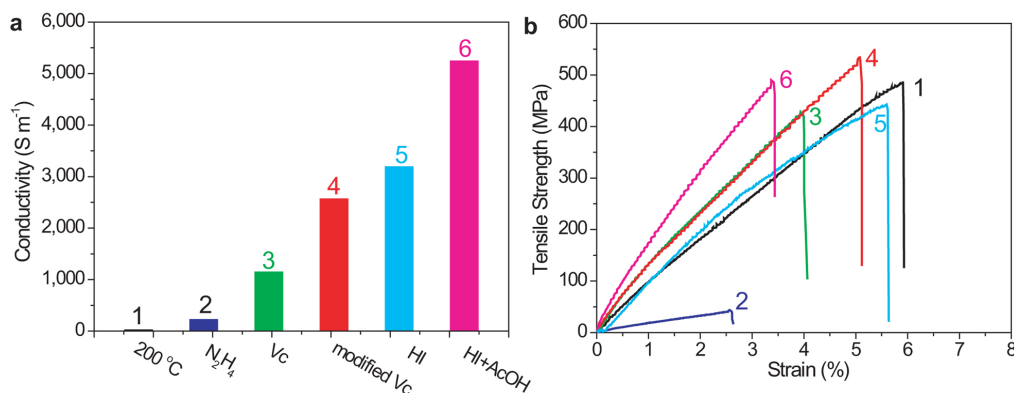 a
6,000
5,000
4,000
3,000
2,000
1,000
0
Conductivity (S m⁻¹)
1
2
3
4
5
6
200 °C
N₂H₄
Vc
modified Vc
HI
HI+AcOH
b
600
500
400
300
200
100
0
Tensile Strength (MPa)
6
4
1
3
5
2
0 1 2 3 4 5 6 7 8
Strain (%)